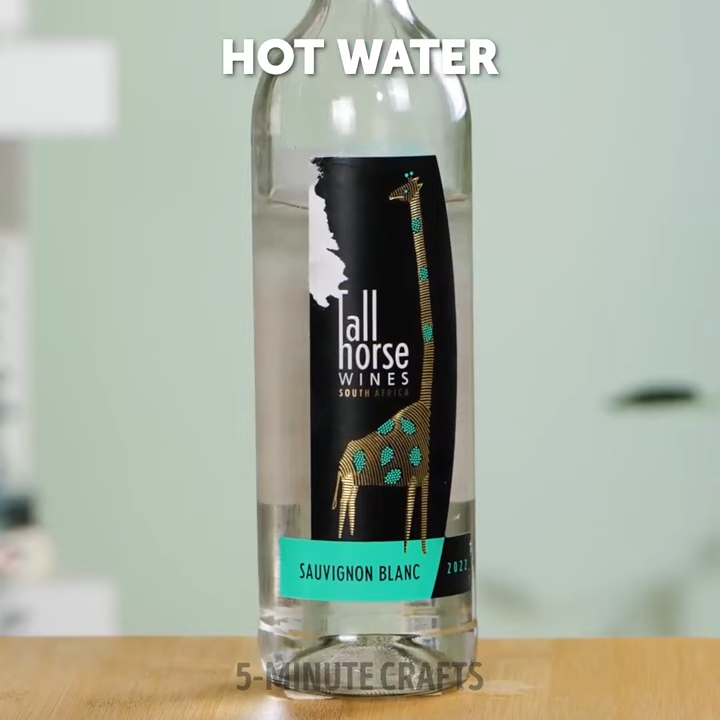 HOT WATER
Tall
horse
WINES
SOUTH AFRICA
SAUVIGNON BLANC
2022
5-MINUTE CRAFTS